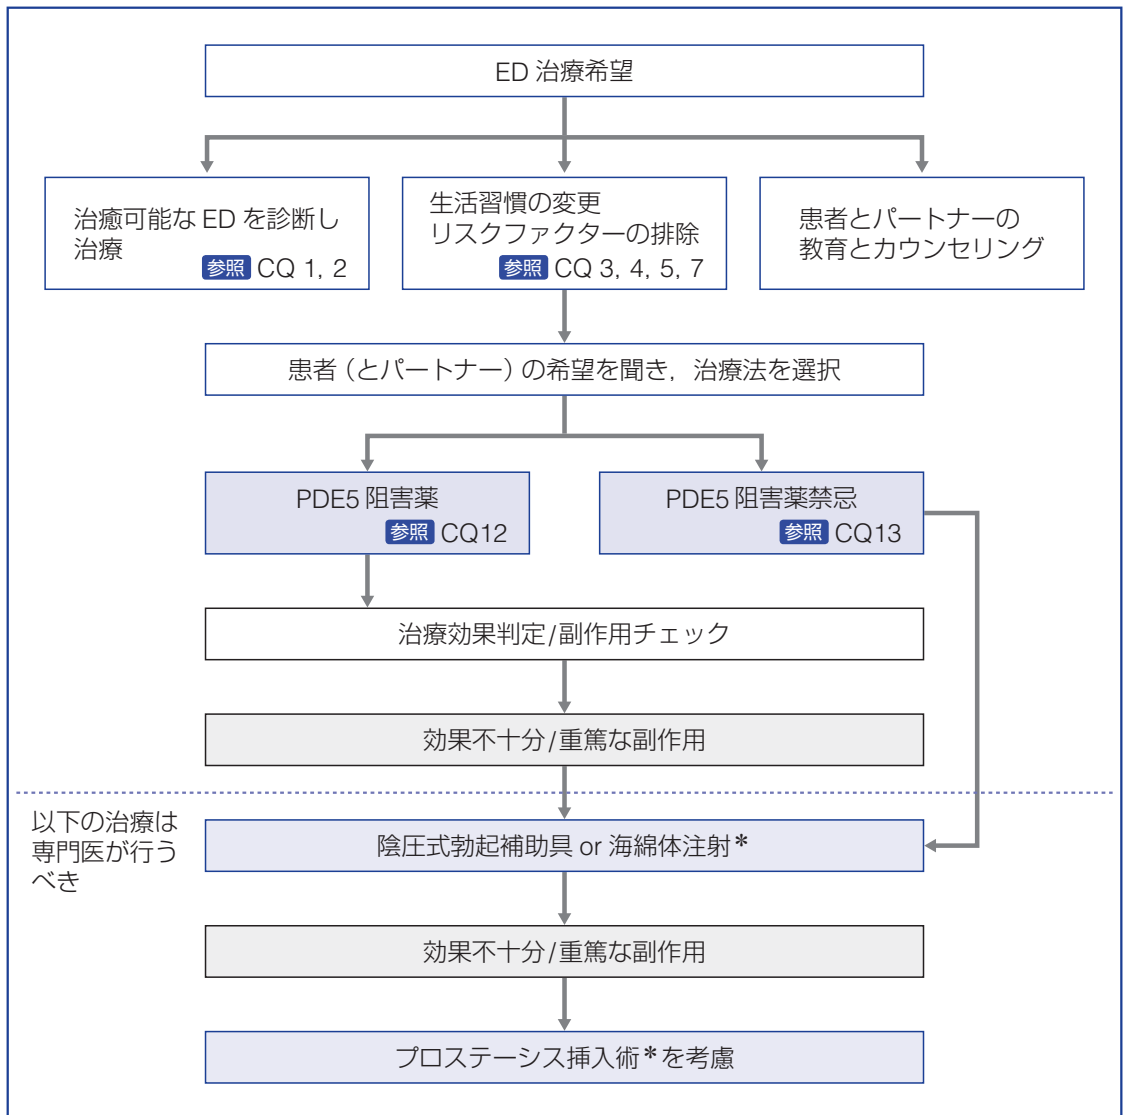 ED 治療希望
治癒可能な ED を診断し
治療
参照 CQ 1, 2
生活習慣の変更
リスクファクターの排除
参照 CQ 3, 4, 5, 7
患者とパートナーの
教育とカウンセリング
患者（とパートナー）の希望を聞き，治療法を選択
PDE5 阻害薬
参照 CQ12
PDE5 阻害薬禁忌
参照 CQ13
治療効果判定/副作用チェック
効果不十分/重篤な副作用
以下の治療は
専門医が行う
べき
陰圧式勃起補助具 or 海綿体注射*
効果不十分/重篤な副作用
プロステーシス挿入術*を考慮